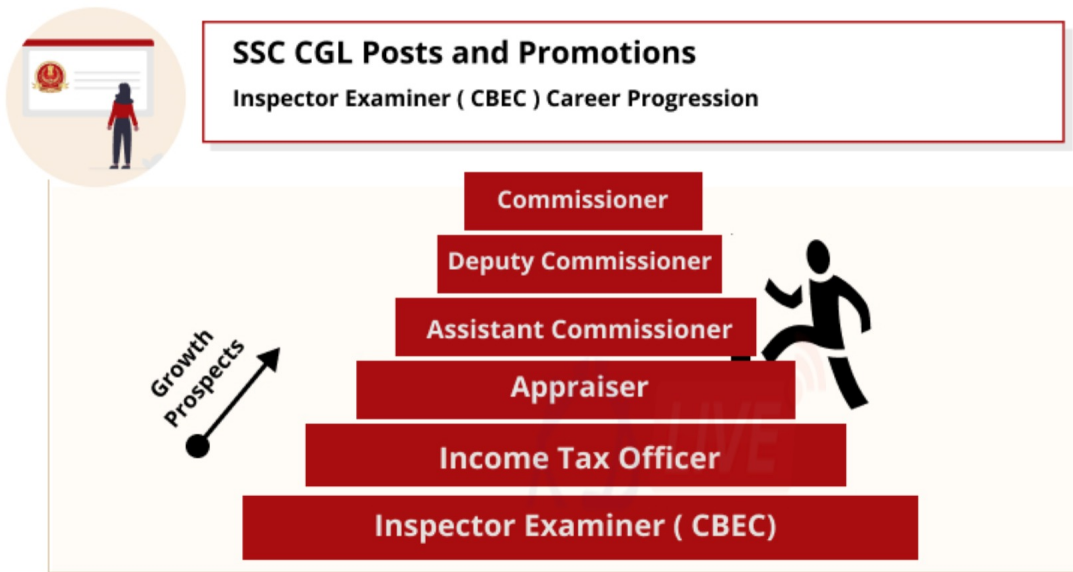 SSC CGL Posts and Promotions
Inspector Examiner ( CBEC ) Career Progression
Commissioner
Deputy Commissioner
Assistant Commissioner
Growth
Prospects
Appraiser
LIVE
Income Tax Officer
Inspector Examiner ( CBEC)